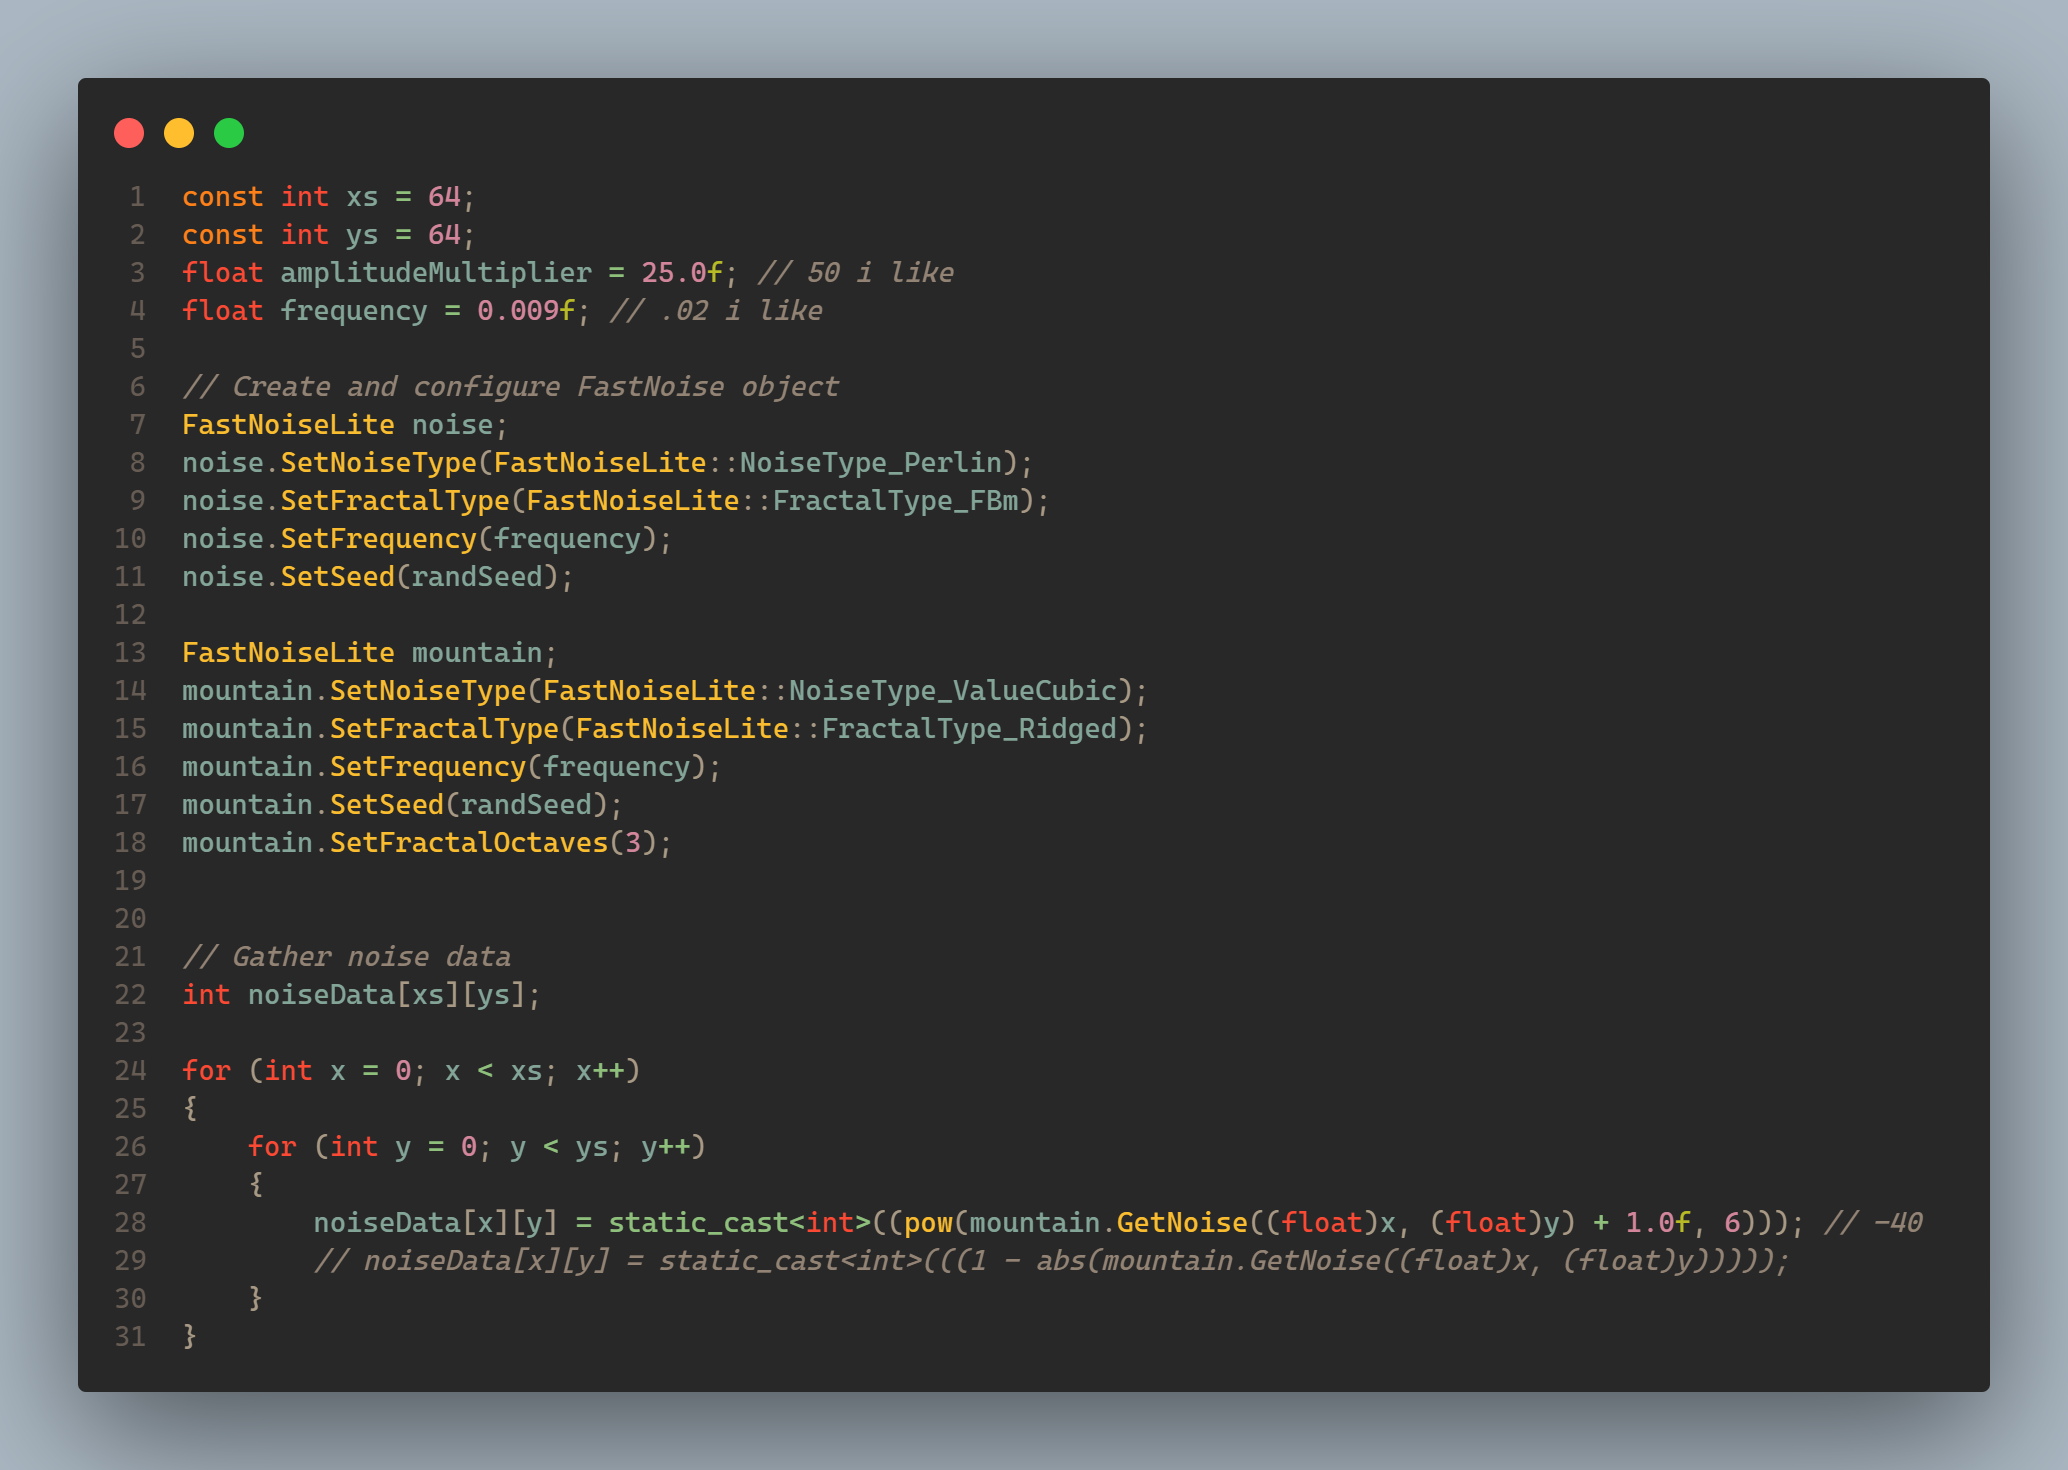 1 const int xs = 64;
2 const int ys = 64;
3 float amplitudeMultiplier = 25.0f; // 50 i like
4 float frequency = 0.009f; // .02 i like
5
6 // Create and configure FastNoise object
7 FastNoiseLite noise;
8 noise.SetNoiseType(FastNoiseLite::NoiseType_Perlin);
9 noise.SetFractalType(FastNoiseLite::FractalType_FBm);
10 noise.SetFrequency(frequency);
11 noise.SetSeed(randSeed);
12
13 FastNoiseLite mountain;
14 mountain.SetNoiseType(FastNoiseLite::NoiseType_ValueCubic);
15 mountain.SetFractalType(FastNoiseLite::FractalType_Ridged);
16 mountain.SetFrequency(frequency);
17 mountain.SetSeed(randSeed);
18 mountain.SetFractalOctaves(3);
19
20
21 // Gather noise data
22 int noiseData[xs][ys];
23
24 for (int x = 0; x < xs; x++)
25 {
26     for (int y = 0; y < ys; y++)
27     {
28         noiseData[x][y] = static_cast<int>((pow(mountain.GetNoise((float)x, (float)y) + 1.0f, 6))); // -40
29         // noiseData[x][y] = static_cast<int>(((1 - abs(mountain.GetNoise((float)x, (float)y)))));
30     }
31 }